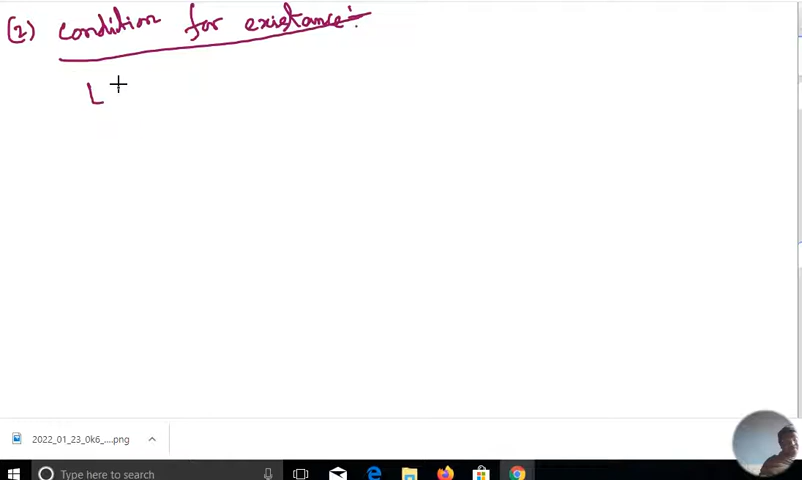 (2) condition for existance:
L
2022_01_23_0k6_....png
Type here to search